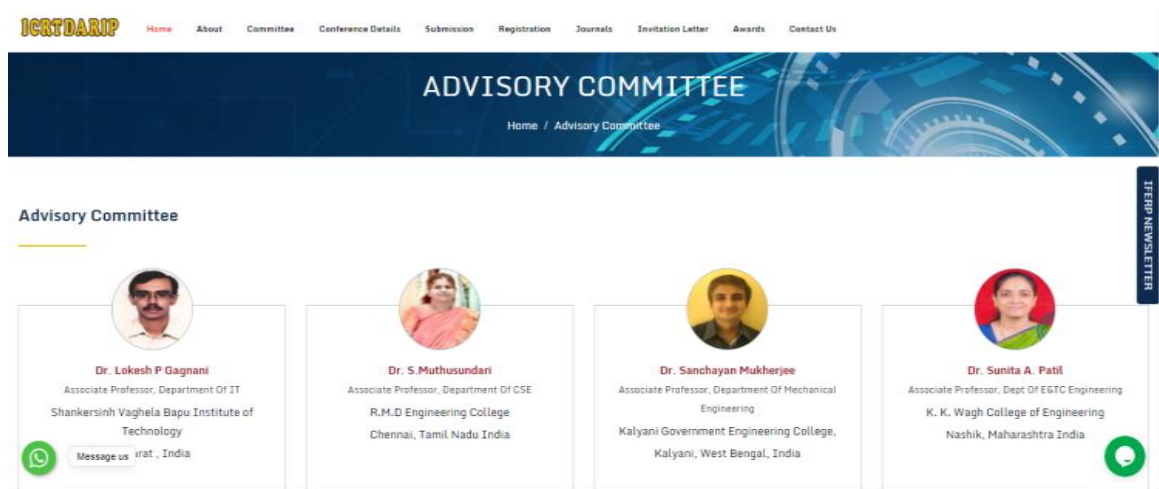 ICRTDARIP
Home About Committee Conference Details Submission Registration Journals Invitation Letter Awards Contact Us
ADVISORY COMMITTEE
Home / Advisory Committee
IFERP NEWSLETTER
Advisory Committee
Dr. Lokesh P Gagnani
Associate Professor, Department Of IT
Shankersinh Vaghela Bapu Institute of
Technology
rat , India
Dr. S.Muthusundari
Associate Professor, Department Of CSE
R.M.D Engineering College
Chennai, Tamil Nadu India
Dr. Sanchayan Mukherjee
Associate Professor, Department Of Mechanical
Engineering
Kalyani Government Engineering College,
Kalyani, West Bengal, India
Dr. Sunita A. Patil
Associate Professor, Dept Of E&TC Engineering
K. K. Wagh College of Engineering
Nashik, Maharashtra India
Message us